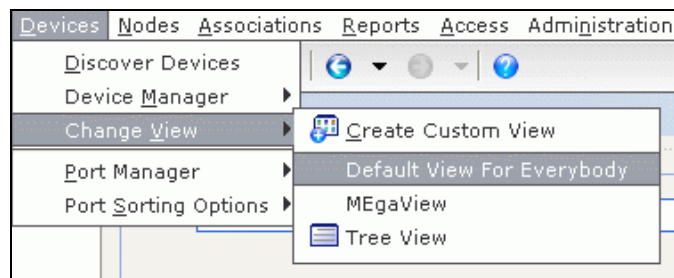 Devices Nodes Associations Reports Access Administration
Discover Devices
Device Manager
Change View
Create Custom View
Default View For Everybody
Port Manager
MEgaView
Port Sorting Options
Tree View